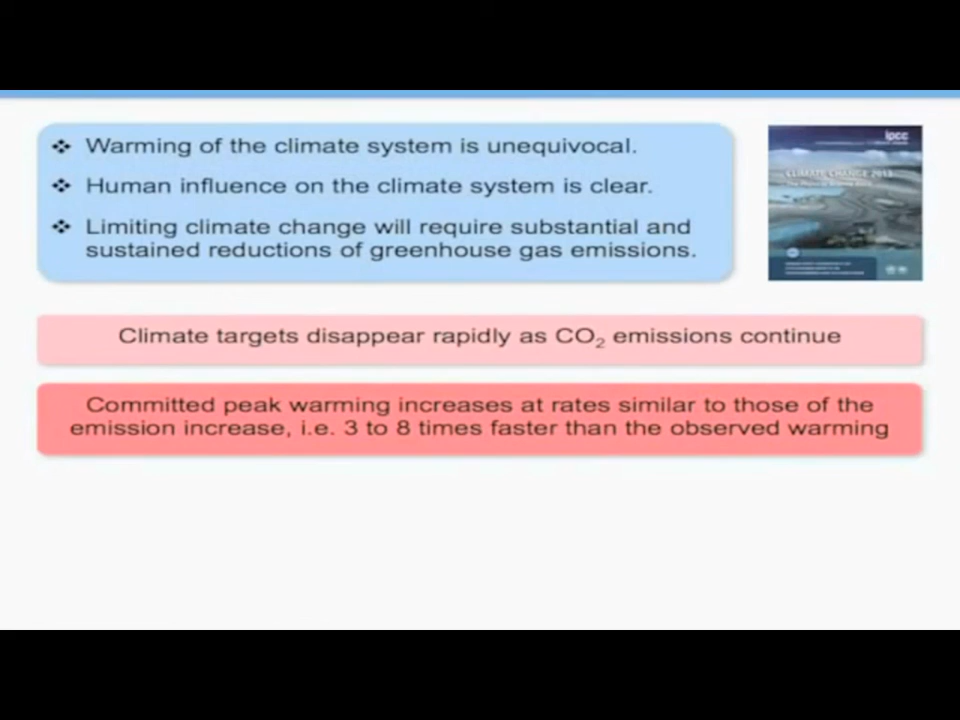 ❖ Warming of the climate system is unequivocal.
❖ Human influence on the climate system is clear.
❖ Limiting climate change will require substantial and
sustained reductions of greenhouse gas emissions.
ipcc
CLIMATE CHANGE 2013
Climate targets disappear rapidly as CO₂ emissions continue
Committed peak warming increases at rates similar to those of the
emission increase, i.e. 3 to 8 times faster than the observed warming